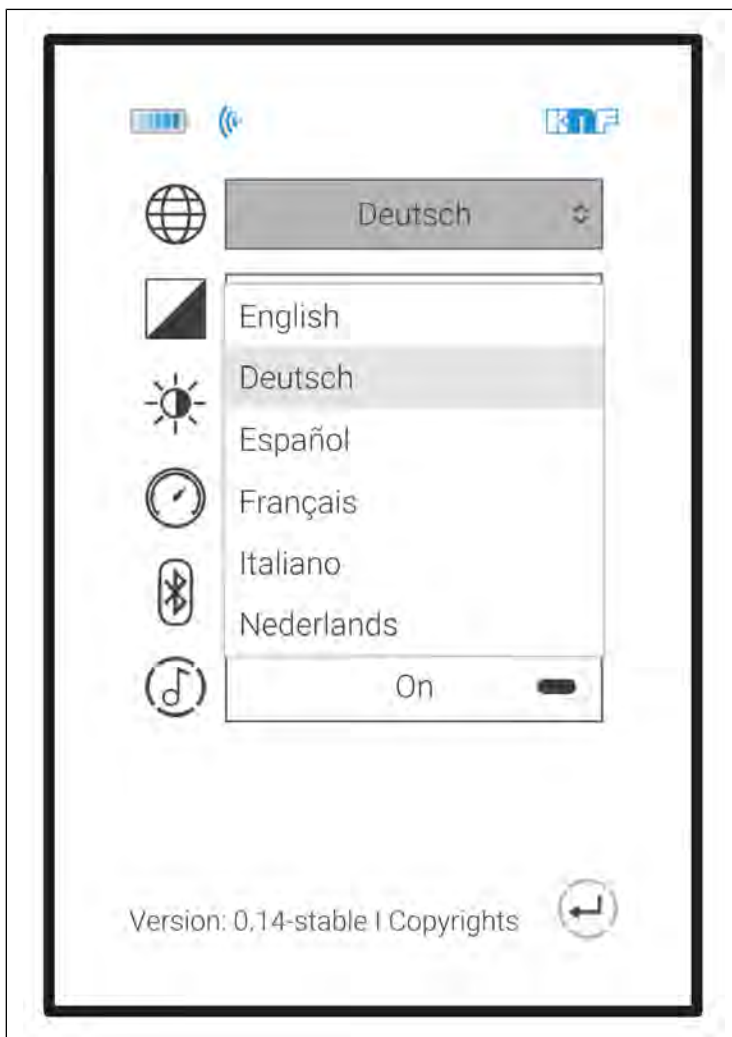 KNF
Deutsch
English
Deutsch
Español
Français
Italiano
Nederlands
On
Version: 0.14-stable I Copyrights